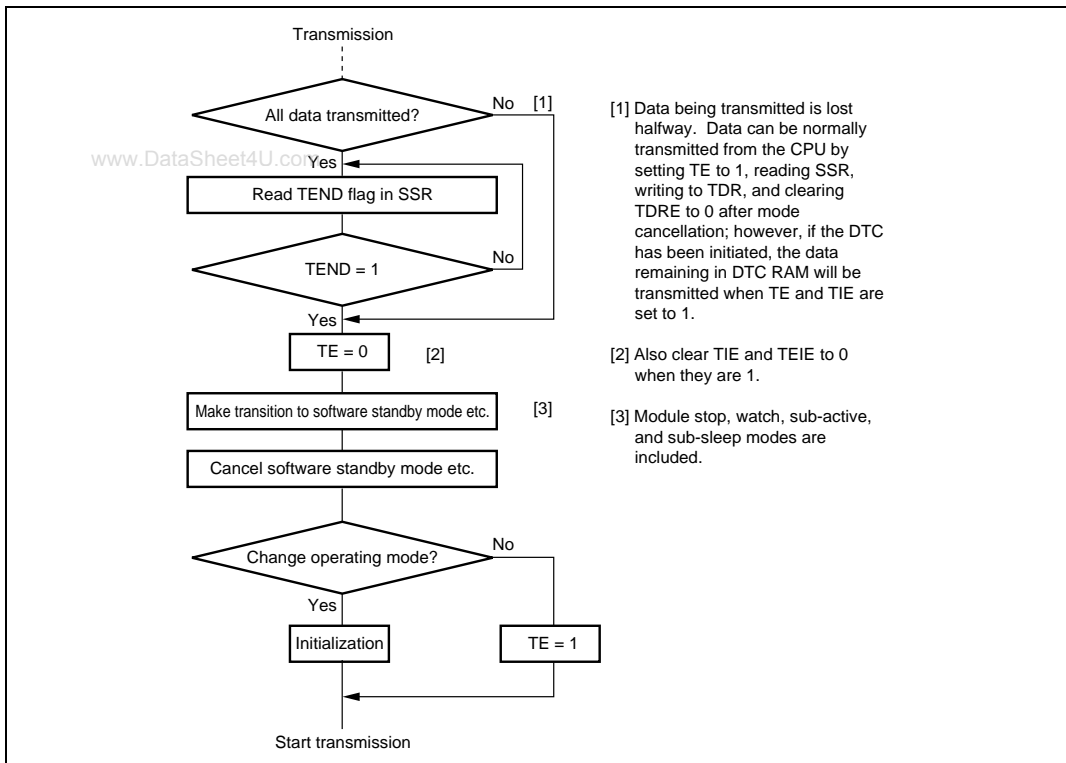 Transmission
All data transmitted?
No [1]
www.DataSheet4U.com
Yes
Read TEND flag in SSR
TEND = 1
No
Yes
TE = 0
[2]
Make transition to software standby mode etc.
[3]
Cancel software standby mode etc.
Change operating mode?
No
Yes
Initialization
TE = 1
Start transmission
[1] Data being transmitted is lost
halfway. Data can be normally
transmitted from the CPU by
setting TE to 1, reading SSR,
writing to TDR, and clearing
TDRE to 0 after mode
cancellation; however, if the DTC
has been initiated, the data
remaining in DTC RAM will be
transmitted when TE and TIE are
set to 1.
[2] Also clear TIE and TEIE to 0
when they are 1.
[3] Module stop, watch, sub-active,
and sub-sleep modes are
included.